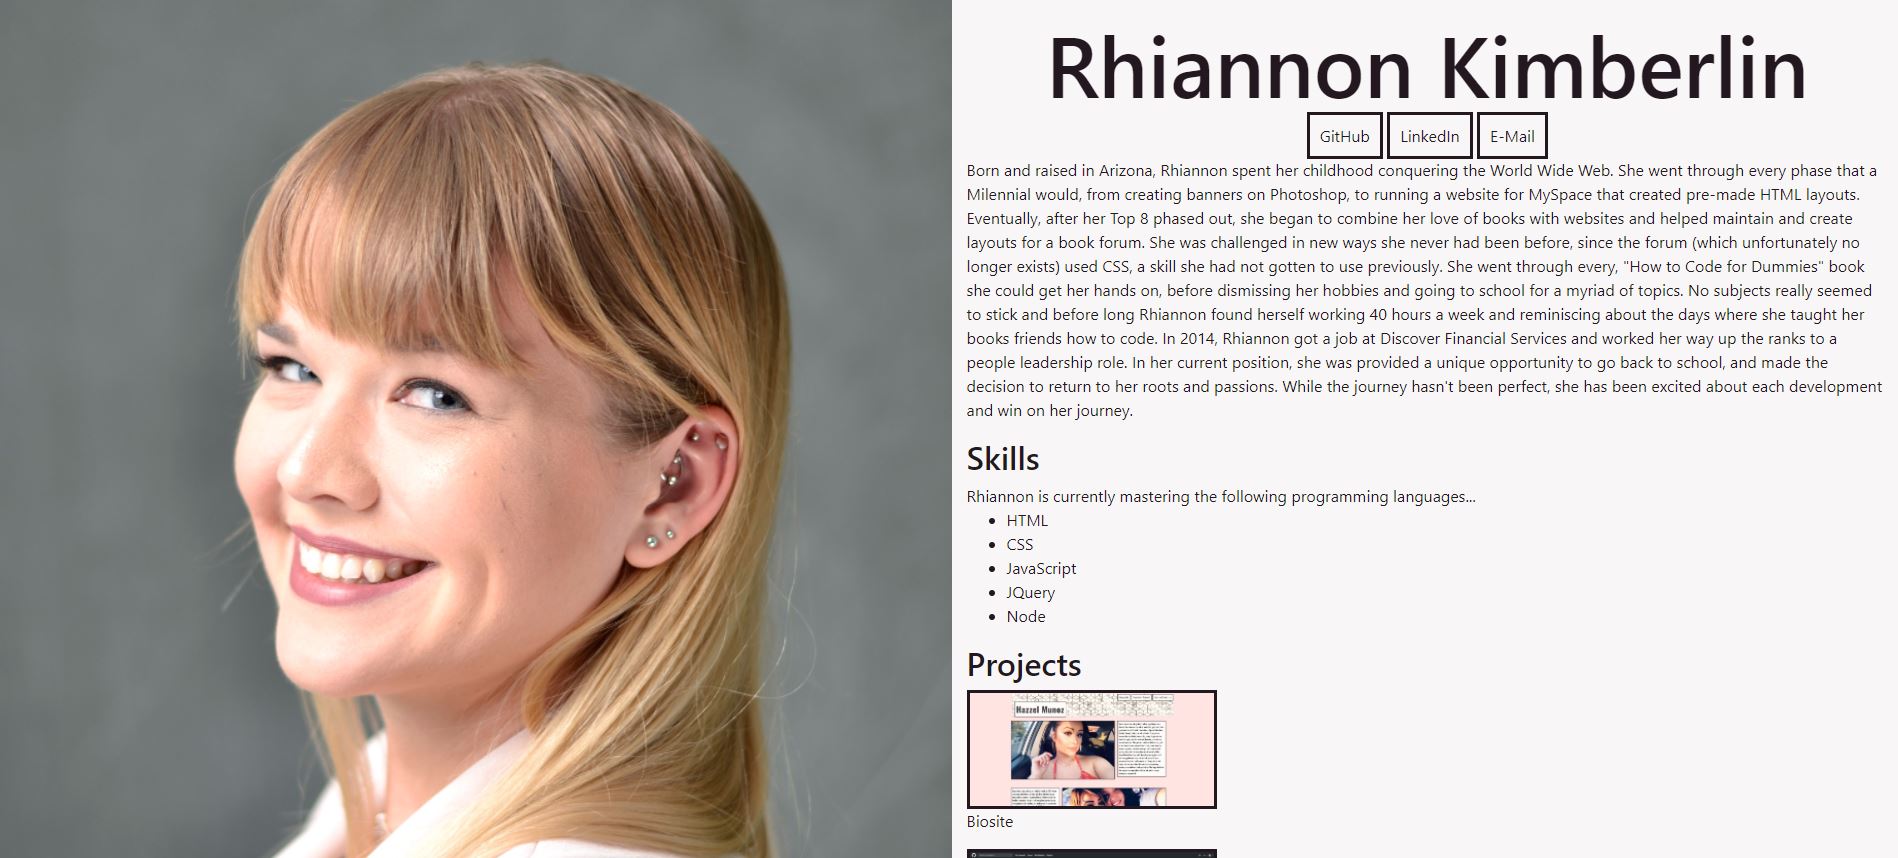 Rhiannon Kimberlin
GitHub LinkedIn E-Mail
Born and raised in Arizona, Rhiannon spent her childhood conquering the World Wide Web. She went through every phase that a
Milennial would, from creating banners on Photoshop, to running a website for MySpace that created pre-made HTML layouts.
Eventually, after her Top 8 phased out, she began to combine her love of books with websites and helped maintain and create
layouts for a book forum. She was challenged in new ways she never had been before, since the forum (which unfortunately no
longer exists) used CSS, a skill she had not gotten to use previously. She went through every, "How to Code for Dummies" book
she could get her hands on, before dismissing her hobbies and going to school for a myriad of topics. No subjects really seemed
to stick and before long Rhiannon found herself working 40 hours a week and reminiscing about the days where she taught her
books friends how to code. In 2014, Rhiannon got a job at Discover Financial Services and worked her way up the ranks to a
people leadership role. In her current position, she was provided a unique opportunity to go back to school, and made the
decision to return to her roots and passions. While the journey hasn't been perfect, she has been excited about each development
and win on her journey.
Skills
Rhiannon is currently mastering the following programming languages...
• HTML
• CSS
• JavaScript
• JQuery
• Node
Projects
Hazzel Munoz
Biosite